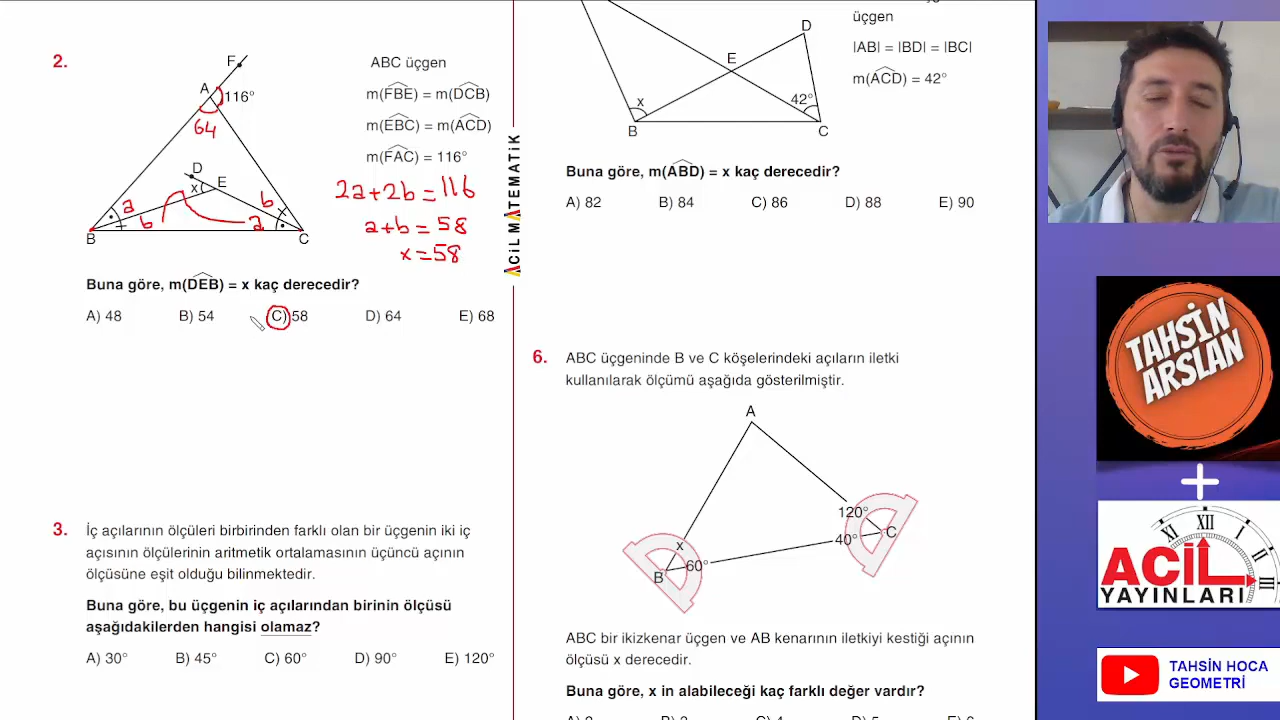 2.
F
A
116°
64
D
E
x
a
b
b
a
B
C
ABC üçgen
m(FBE) = m(DCB)
m(EBC) = m(ACD)
m(FAC) = 116°
2a+2b=116
a+b=58
x=58
Buna göre, m(DEB) = x kaç derecedir?
A) 48 B) 54 C) 58 D) 64 E) 68
3.
İç açılarının ölçüleri birbirinden farklı olan bir üçgenin iki iç
açısının ölçülerinin aritmetik ortalamasının üçüncü açının
ölçüsüne eşit olduğu bilinmektedir.
Buna göre, bu üçgenin iç açılarından birinin ölçüsü
aşağıdakilerden hangisi olamaz?
A) 30° B) 45° C) 60° D) 90° E) 120°
ACiL MATEMATiK
üçgen
|AB| = |BD| = |BC|
m(ACD) = 42°
D
E
x
42°
B
C
Buna göre, m(ABD) = x kaç derecedir?
A) 82 B) 84 C) 86 D) 88 E) 90
6.
ABC üçgeninde B ve C köşelerindeki açıların iletki
kullanılarak ölçümü aşağıda gösterilmiştir.
A
120°
C
40°
x
60°
B
ABC bir ikizkenar üçgen ve AB kenarının iletkiyi kestiği açının
ölçüsü x derecedir.
Buna göre, x in alabileceği kaç farklı değer vardır?
TAHSİN
ARSLAN
+
XI XII I II III
ACİL
YAYINLARI
TAHSİN HOCA
GEOMETRİ